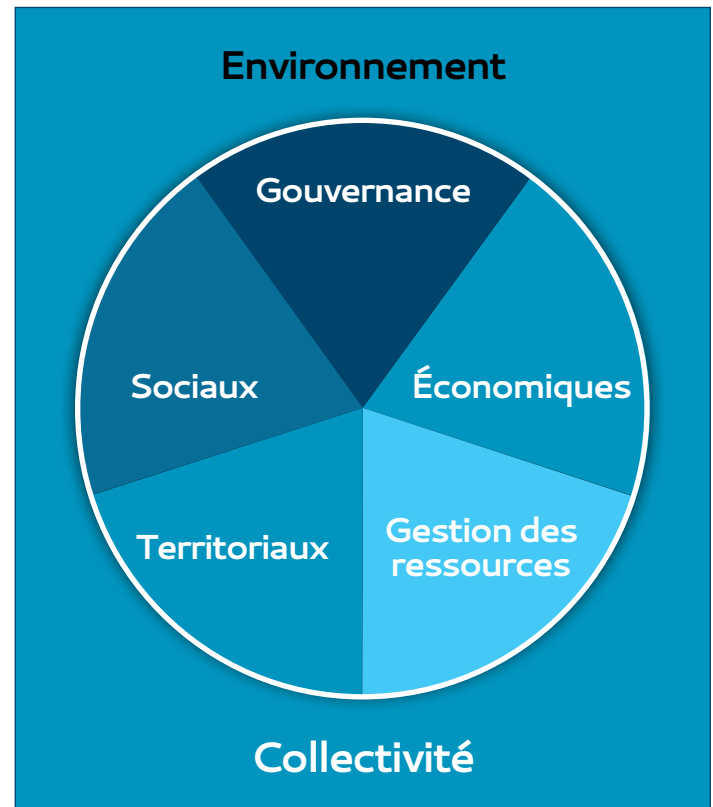 Environnement
Gouvernance
Sociaux
Économiques
Territoriaux
Gestion des
ressources
Collectivité